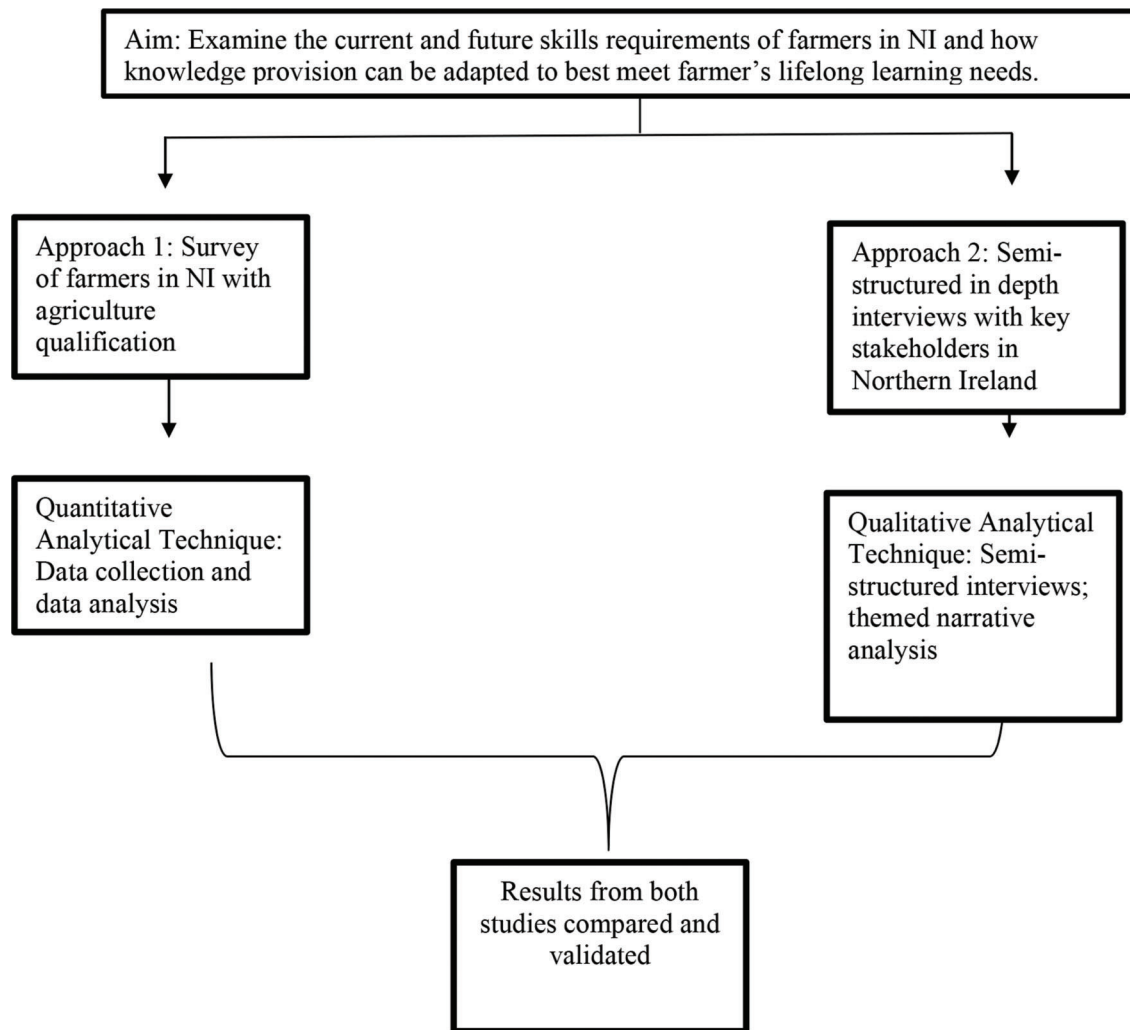 Aim: Examine the current and future skills requirements of farmers in NI and how
knowledge provision can be adapted to best meet farmer’s lifelong learning needs.
Approach 1: Survey
of farmers in NI with
agriculture
qualification
Approach 2: Semi-
structured in depth
interviews with key
stakeholders in
Northern Ireland
Quantitative
Analytical Technique:
Data collection and
data analysis
Qualitative Analytical
Technique: Semi-
structured interviews;
themed narrative
analysis
Results from both
studies compared and
validated